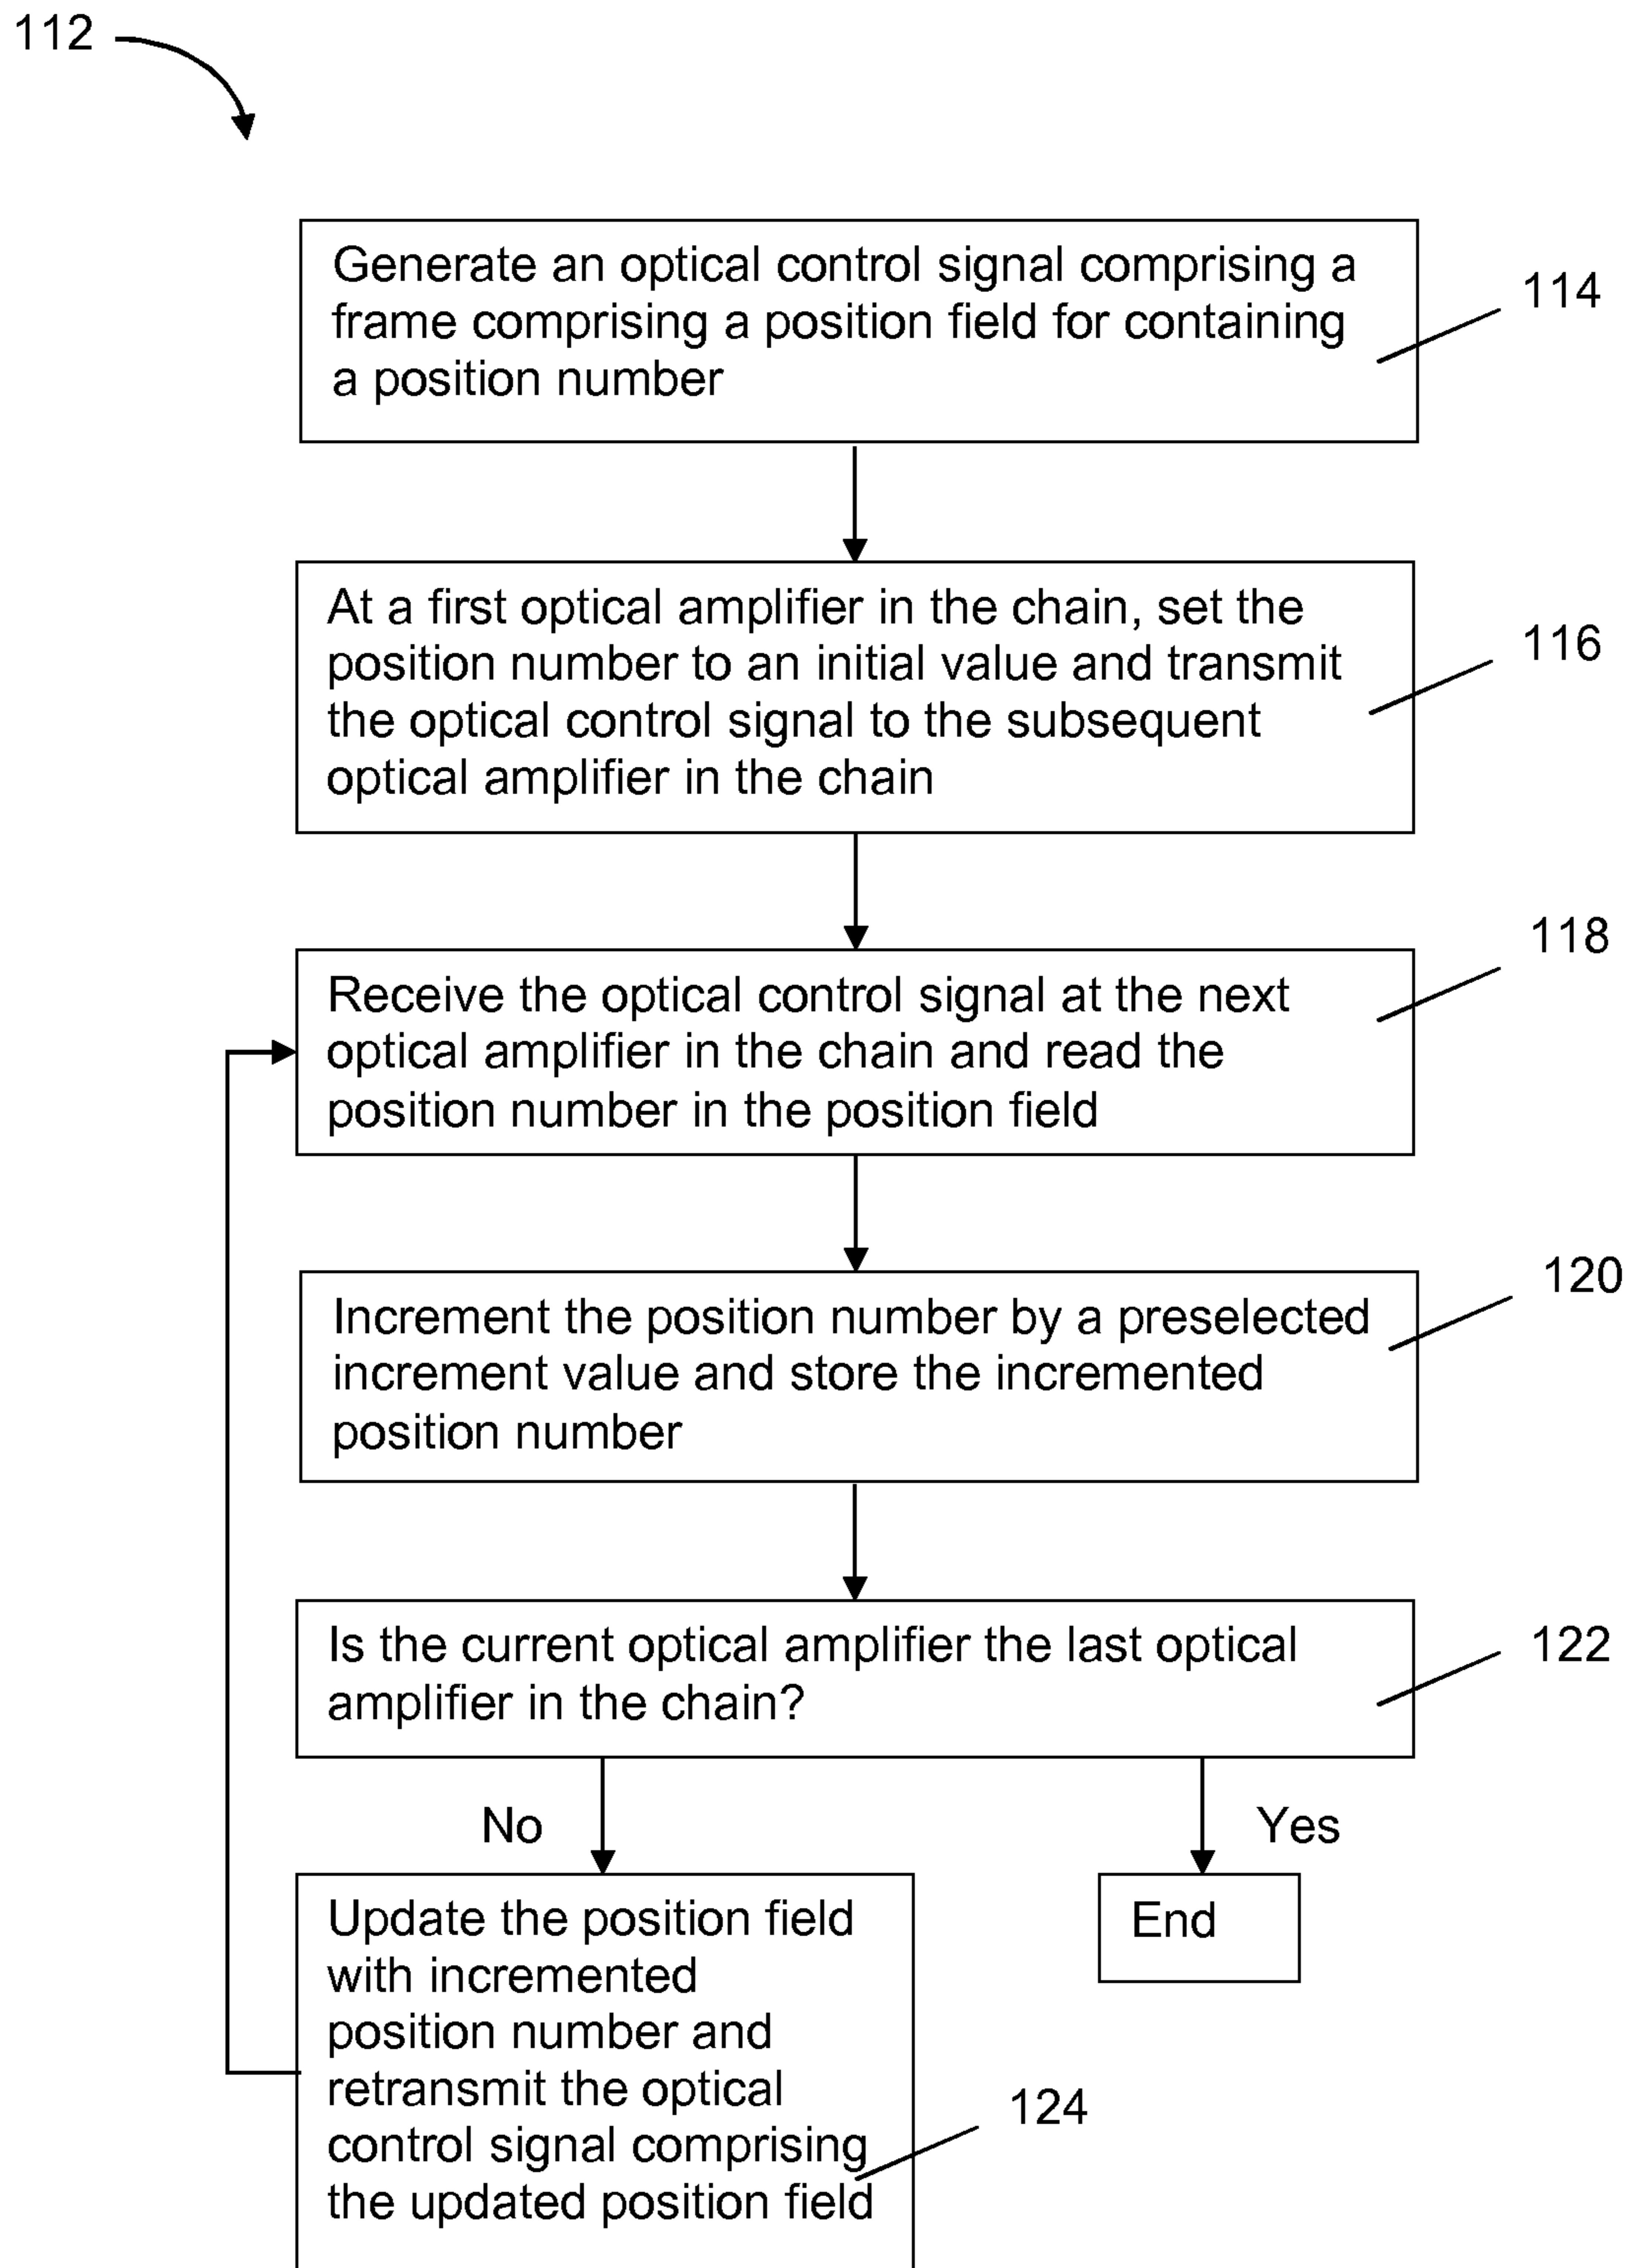 112
Generate an optical control signal comprising a
frame comprising a position field for containing
a position number
114
At a first optical amplifier in the chain, set the
position number to an initial value and transmit
the optical control signal to the subsequent
optical amplifier in the chain
116
Receive the optical control signal at the next
optical amplifier in the chain and read the
position number in the position field
118
Increment the position number by a preselected
increment value and store the incremented
position number
120
Is the current optical amplifier the last optical
amplifier in the chain?
122
No
Yes
Update the position field
with incremented
position number and
retransmit the optical
control signal comprising
the updated position field
End
124